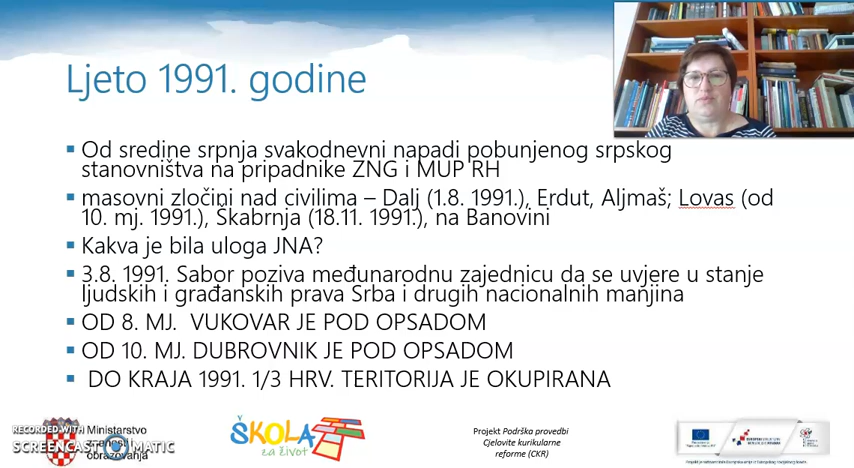 Ljeto 1991. godine
▪ Od sredine srpnja svakodnevni napadi pobunjenog srpskog
stanovništva na pripadnike ZNG i MUP RH
▪ masovni zločini nad civilima – Dalj (1.8. 1991.), Erdut, Aljmaš; Lovas (od
10. mj. 1991.), Škabrnja (18.11. 1991.), na Banovini
▪ Kakva je bila uloga JNA?
▪ 3.8. 1991. Sabor poziva međunarodnu zajednicu da se uvjere u stanje
ljudskih i građanskih prava Srba i drugih nacionalnih manjina
▪ OD 8. MJ. VUKOVAR JE POD OPSADOM
▪ OD 10. MJ. DUBROVNIK JE POD OPSADOM
▪ DO KRAJA 1991. 1/3 HRV. TERITORIJA JE OKUPIRANA
RECORDED WITH
SCREENCAST MATIC
Ministarstvo
obrazovanja
ŠKOLA
za život
Projekt Podrška provedbi
Cjelovite kurikularne
reforme (CKR)